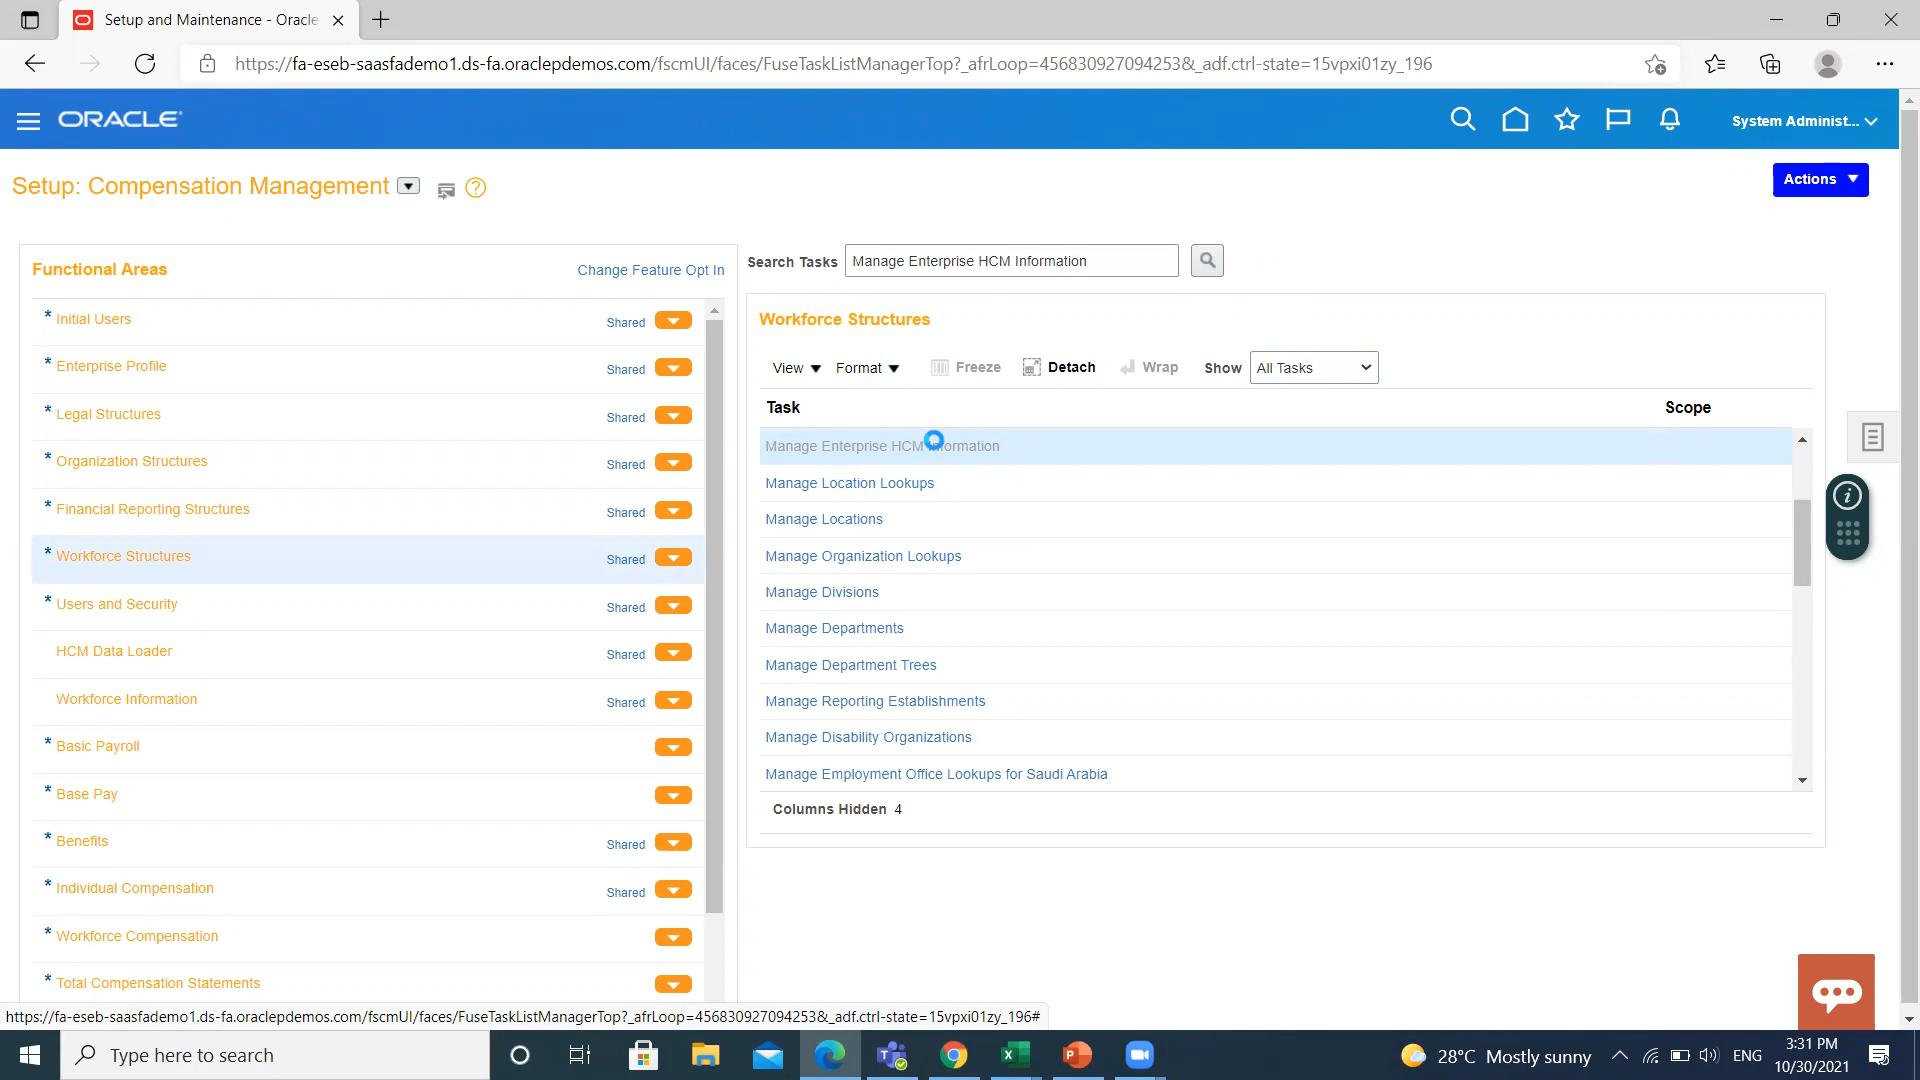 Setup and Maintenance - Oracle
https://fa-eseb-saasfademo1.ds-fa.oraclepdemos.com/fscmUI/faces/FuseTaskListManagerTop?_afrLoop=456830927094253&_adf.ctrl-state=15vpxi01zy_196
ORACLE
System Administ...
Setup: Compensation Management
Actions
Functional Areas
Change Feature Opt In
* Initial Users Shared
* Enterprise Profile Shared
* Legal Structures Shared
* Organization Structures Shared
* Financial Reporting Structures Shared
* Workforce Structures Shared
* Users and Security Shared
HCM Data Loader Shared
Workforce Information Shared
* Basic Payroll
* Base Pay
* Benefits Shared
* Individual Compensation Shared
* Workforce Compensation
* Total Compensation Statements
Search Tasks Manage Enterprise HCM Information
Workforce Structures
View Format Freeze Detach Wrap Show All Tasks
Task Scope
Manage Enterprise HCM Information
Manage Location Lookups
Manage Locations
Manage Organization Lookups
Manage Divisions
Manage Departments
Manage Department Trees
Manage Reporting Establishments
Manage Disability Organizations
Manage Employment Office Lookups for Saudi Arabia
Columns Hidden 4
https://fa-eseb-saasfademo1.ds-fa.oraclepdemos.com/fscmUI/faces/FuseTaskListManagerTop?_afrLoop=456830927094253&_adf.ctrl-state=15vpxi01zy_196#
Type here to search
28°C Mostly sunny
ENG
3:31 PM
10/30/2021